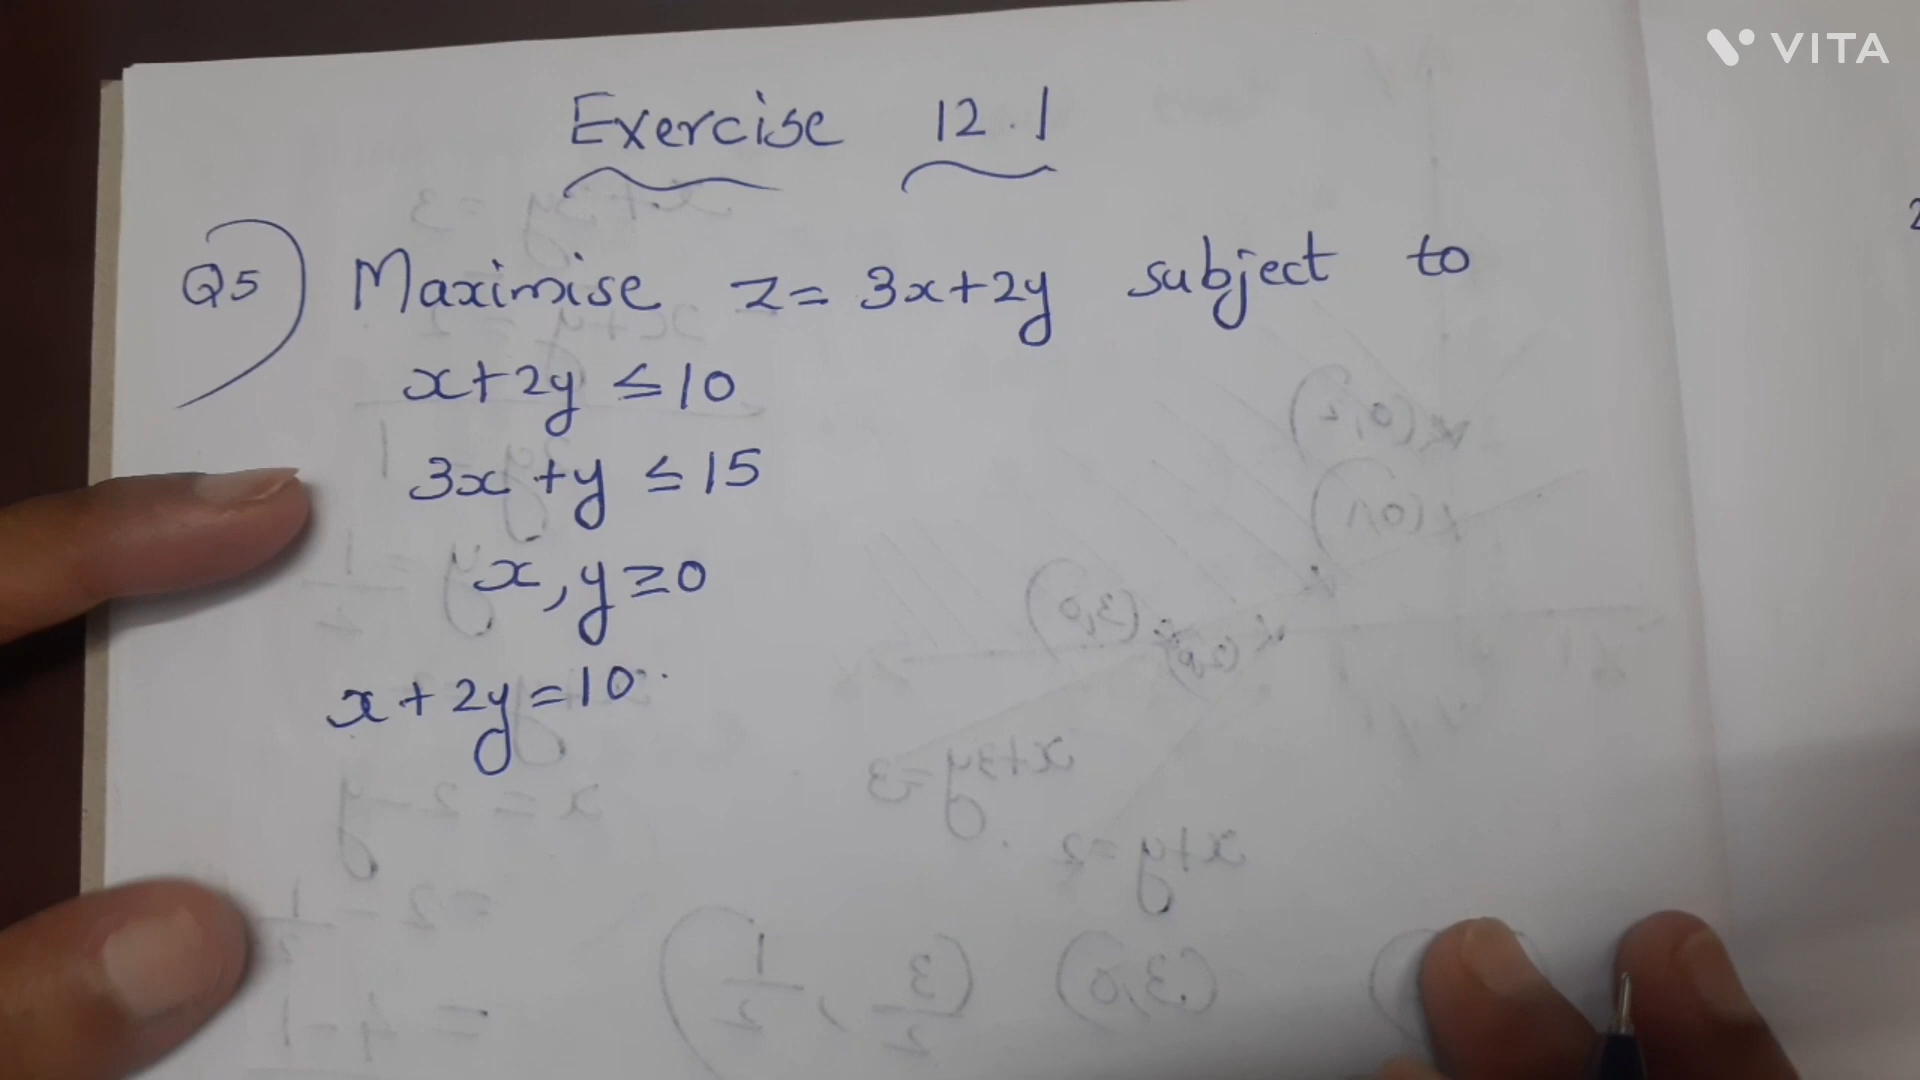 VITA
Exercise 12.1
Q5) Maximise z = 3x+2y subject to
x+2y ≤ 10
3x+y ≤ 15
x, y ≥ 0
x+2y=10